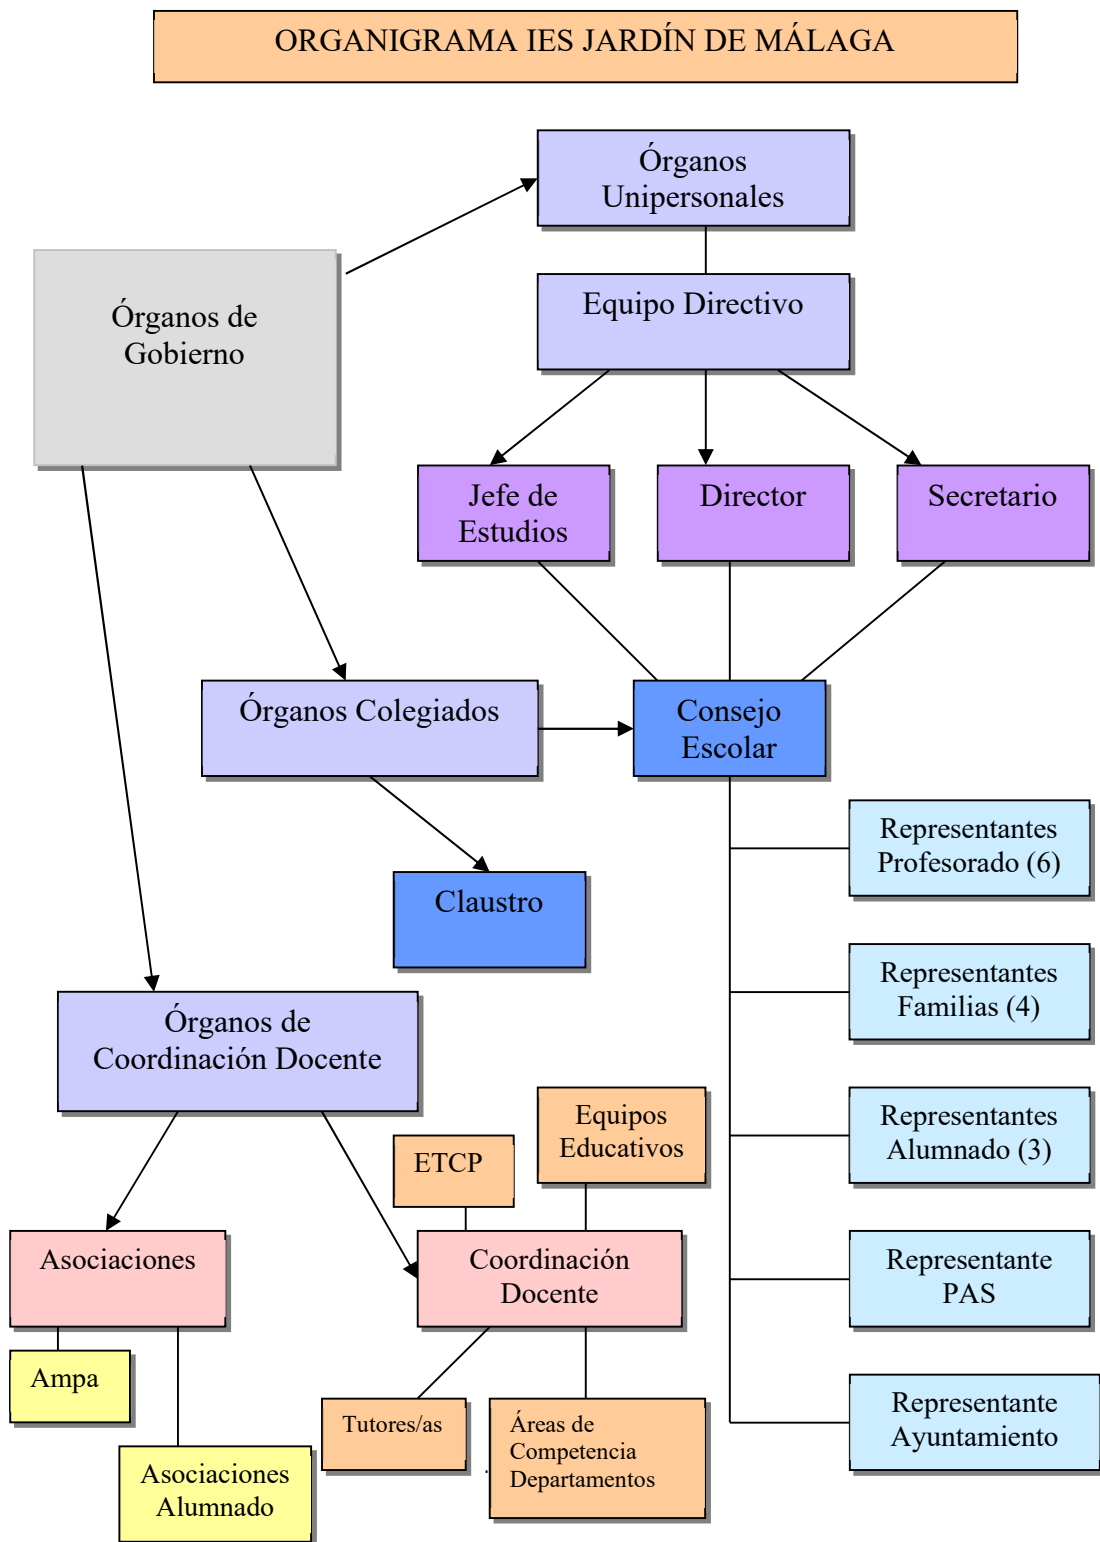 ORGANIGRAMA IES JARDÍN DE MÁLAGA
Órganos
Unipersonales
Órganos de
Gobierno
Equipo Directivo
Jefe de
Estudios
Director
Secretario
Órganos Colegiados
Consejo
Escolar
Representantes
Profesorado (6)
Claustro
Representantes
Familias (4)
Órganos de
Coordinación Docente
Equipos
Educativos
Representantes
Alumnado (3)
ETCP
Asociaciones
Coordinación
Docente
Representante
PAS
Ampa
Tutores/as
Áreas de
Competencia
Departamentos
Representante
Ayuntamiento
Asociaciones
Alumnado